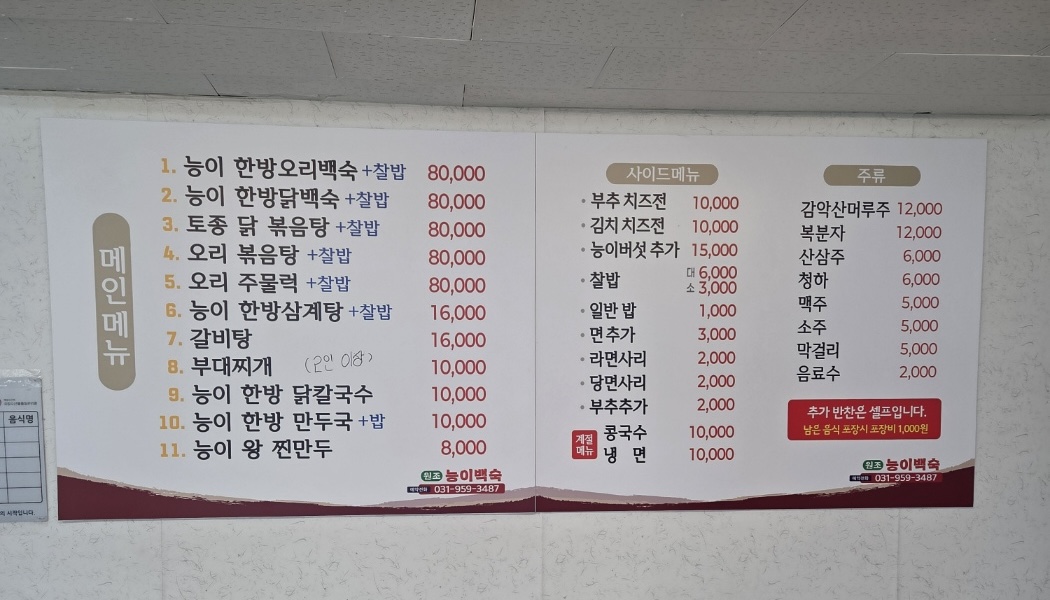 메인메뉴
1. 능이 한방오리백숙+찰밥 80,000
2. 능이 한방닭백숙+찰밥 80,000
3. 토종 닭 볶음탕+찰밥 80,000
4. 오리 볶음탕+찰밥 80,000
5. 오리 주물럭+찰밥 80,000
6. 능이 한방삼계탕+찰밥 16,000
7. 갈비탕 16,000
8. 부대찌개 (2인 이상) 10,000
9. 능이 한방 닭칼국수 10,000
10. 능이 한방 만두국+밥 10,000
11. 능이 왕 찐만두 8,000
원조 능이백숙
예약전화 031-959-3487
사이드메뉴
· 부추 치즈전 10,000
· 김치 치즈전 10,000
· 능이버섯 추가 15,000
· 찰밥 대 6,000
소 3,000
· 일반 밥 1,000
· 면추가 3,000
· 라면사리 2,000
· 당면사리 2,000
· 부추추가 2,000
계절메뉴
콩국수 10,000
냉 면 10,000
주류
감악산머루주 12,000
복분자 12,000
산삼주 6,000
청하 6,000
맥주 5,000
소주 5,000
막걸리 5,000
음료수 2,000
추가 반찬은 셀프입니다.
남은 음식 포장시 포장비 1,000원
원조 능이백숙
예약전화 031-959-3487
음식명
시작입니다.